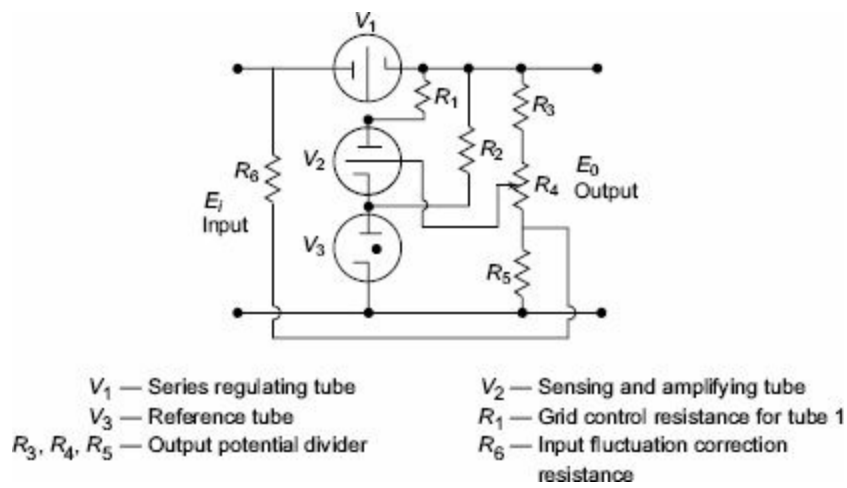 V1
R1
R3
R6
V2
R2
E0
Output
R4
Ei
Input
V3
R5
V1 — Series regulating tube
V2 — Sensing and amplifying tube
V3 — Reference tube
R1 — Grid control resistance for tube 1
R3, R4, R5 — Output potential divider
R6 — Input fluctuation correction
resistance